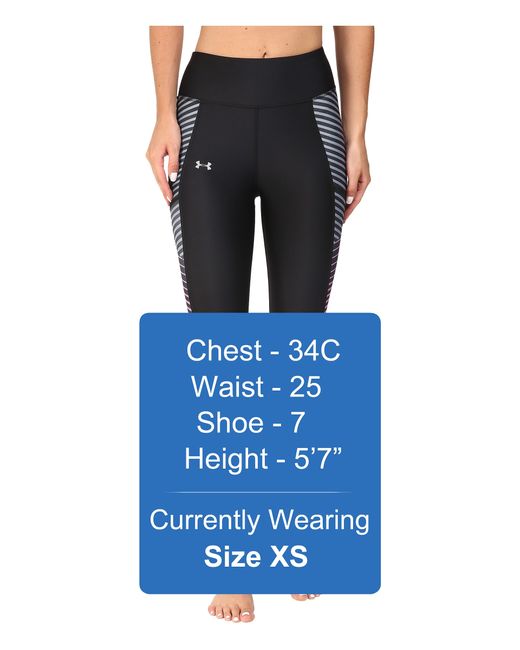 Chest - 34C
Waist - 25
Shoe - 7
Height - 5’7”
Currently Wearing
Size XS